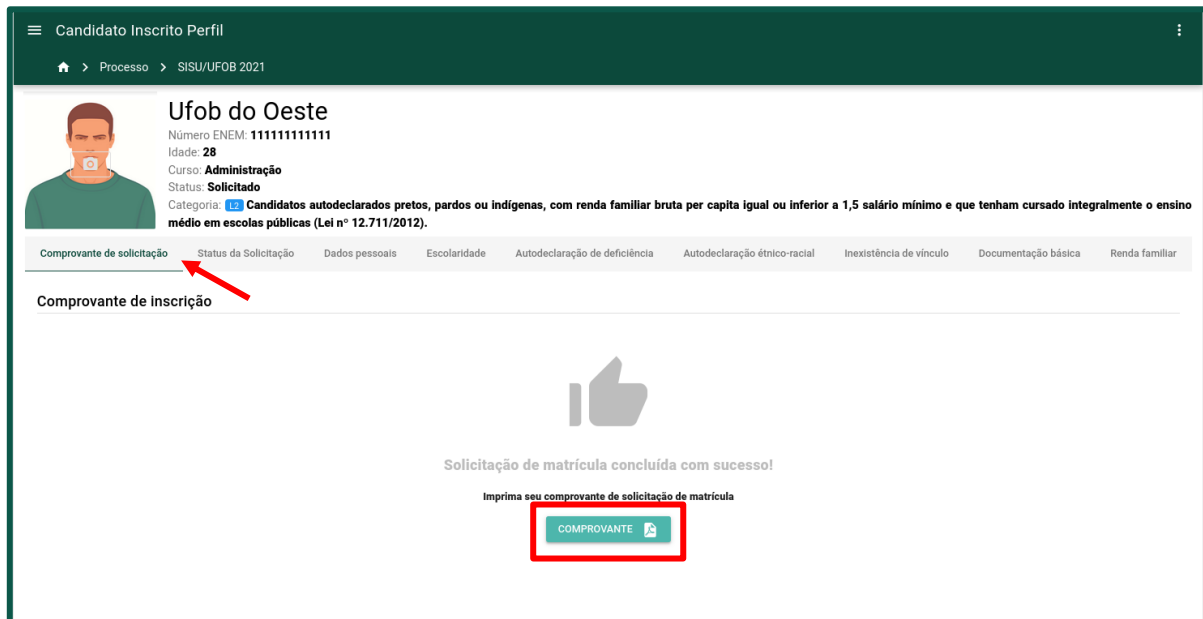 Candidato Inscrito Perfil
Processo > SISU/UFOB 2021
Ufob do Oeste
Número ENEM: 111111111111
Idade: 28
Curso: Administração
Status: Solicitado
Categoria: L2 Candidatos autodeclarados pretos, pardos ou indígenas, com renda familiar bruta per capita igual ou inferior a 1,5 salário mínimo e que tenham cursado integralmente o ensino
médio em escolas públicas (Lei nº 12.711/2012).
Comprovante de solicitação Status da Solicitação Dados pessoais Escolaridade Autodeclaração de deficiência Autodeclaração étnico-racial Inexistência de vínculo Documentação básica Renda familiar
Comprovante de inscrição
Solicitação de matrícula concluída com sucesso!
Imprima seu comprovante de solicitação de matrícula
COMPROVANTE